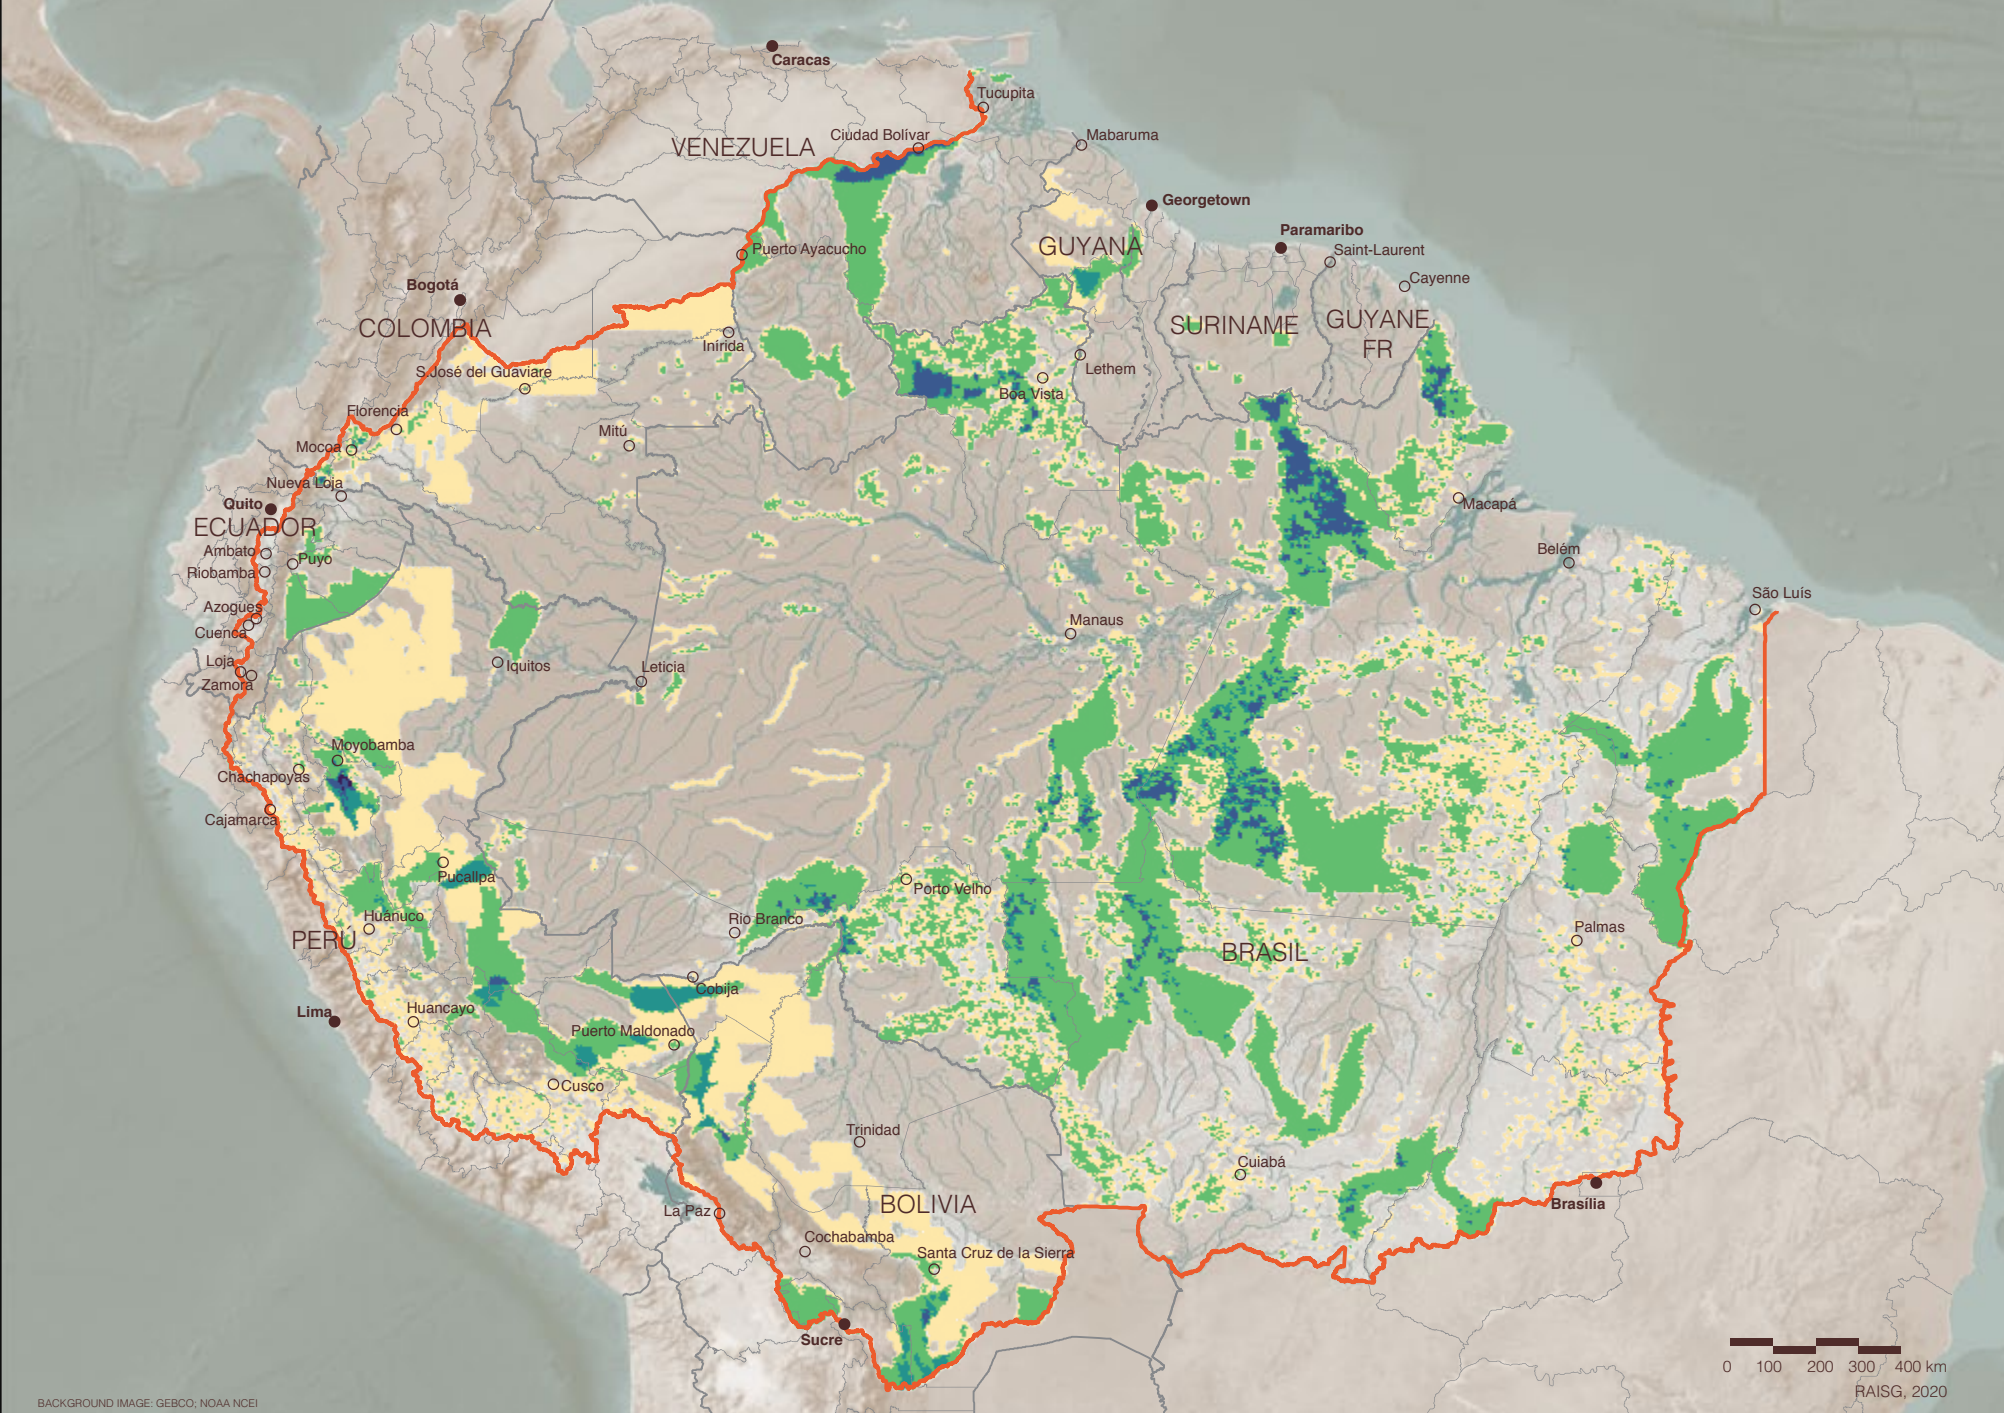 Caracas
Tucupita
VENEZUELA
Ciudad Bolívar
Mabaruma
Georgetown
GUYANA
Puerto Ayacucho
Paramaribo
Saint-Laurent
Cayenne
Bogotá
COLOMBIA
SURINAME
GUYANE
FR
Inírida
Lethem
S.José del Guaviare
Boa Vista
Florencia
Mitú
Mocoa
Nueva Loja
Quito
ECUADOR
Macapá
Ambato
Puyo
Belém
Riobamba
São Luís
Azogues
Cuenca
Manaus
Loja
Iquitos
Leticia
Zamora
Moyobamba
Chachapoyas
Cajamarca
Pucallpa
Porto Velho
Huánuco
Rio Branco
PERÚ
Palmas
BRASIL
Cobija
Lima
Huancayo
Puerto Maldonado
Cusco
Trinidad
Cuiabá
BOLIVIA
La Paz
Brasília
Cochabamba
Santa Cruz de la Sierra
Sucre
0 100 200 300 400 km
RAISG, 2020
BACKGROUND IMAGE: GEBCO; NOAA NCEI